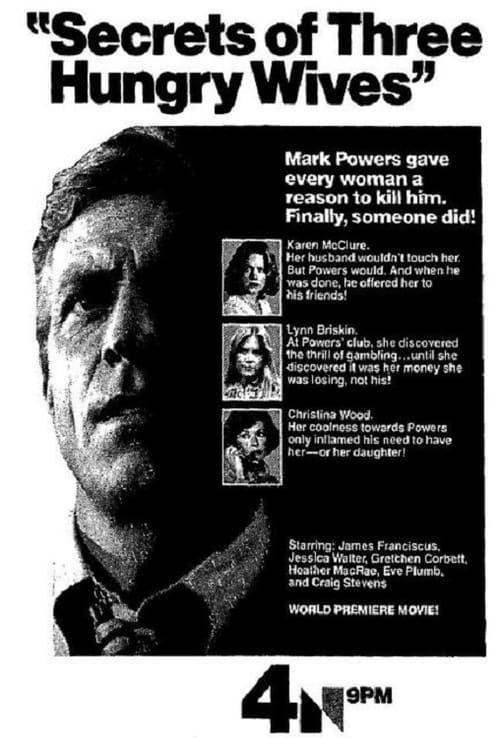 "Secrets of Three
Hungry Wives"
Mark Powers gave
every woman a
reason to kill him.
Finally, someone did!
Karen McClure.
Her husband wouldn't touch her.
But Powers would. And when he
was done, he offered her to
his friends!
Lynn Briskin.
At Powers' club, she discovered
the thrill of gambling...until she
discovered it was her money she
was losing, not his!
Christina Wood.
Her coolness towards Powers
only inflamed his need to have
her—or her daughter!
Starring: James Franciscus,
Jessica Walter, Gretchen Corbett,
Heather MacRae, Eve Plumb,
and Craig Stevens
WORLD PREMIERE MOVIE!
4N 9PM